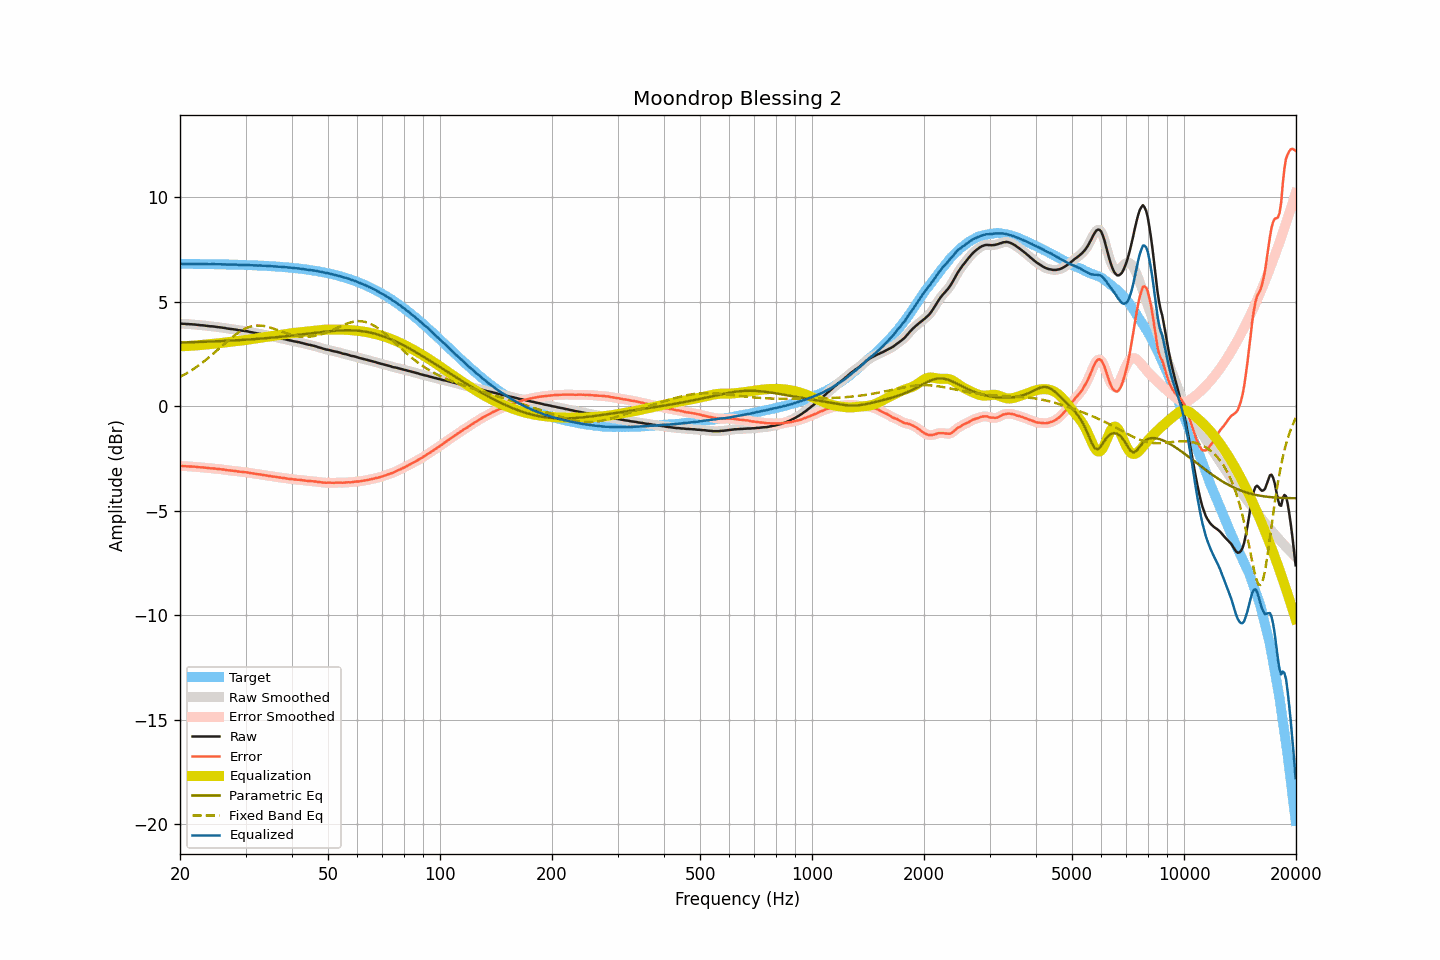 Moondrop Blessing 2
Amplitude (dBr)
10
5
0
−5
−10
−15
−20
Target
Raw Smoothed
Error Smoothed
Raw
Error
Equalization
Parametric Eq
Fixed Band Eq
Equalized
20 50 100 200 500 1000 2000 5000 10000 20000
Frequency (Hz)